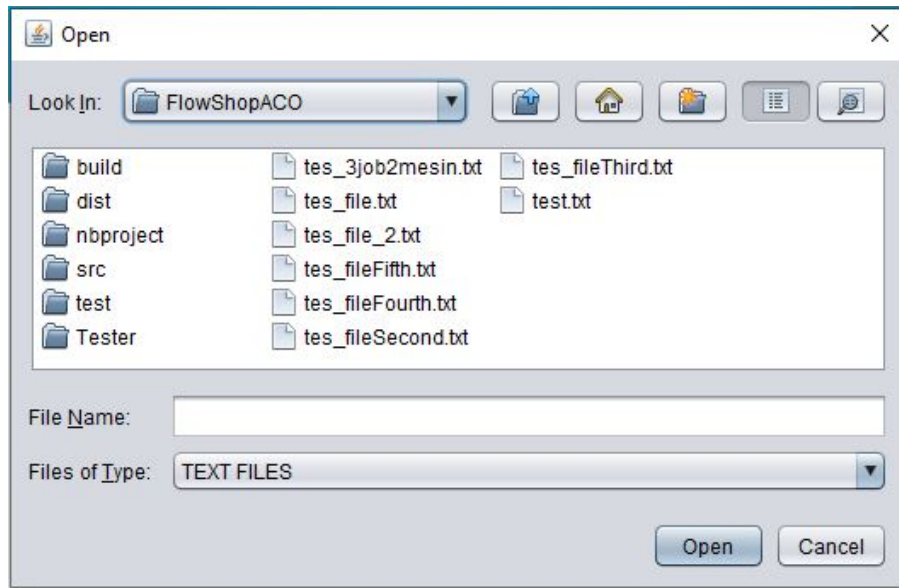 Open
Look In: FlowShopACO
build tes_3job2mesin.txt tes_fileThird.txt
dist tes_file.txt test.txt
nbproject tes_file_2.txt
src tes_fileFifth.txt
test tes_fileFourth.txt
Tester tes_fileSecond.txt
File Name:
Files of Type: TEXT FILES
Open Cancel